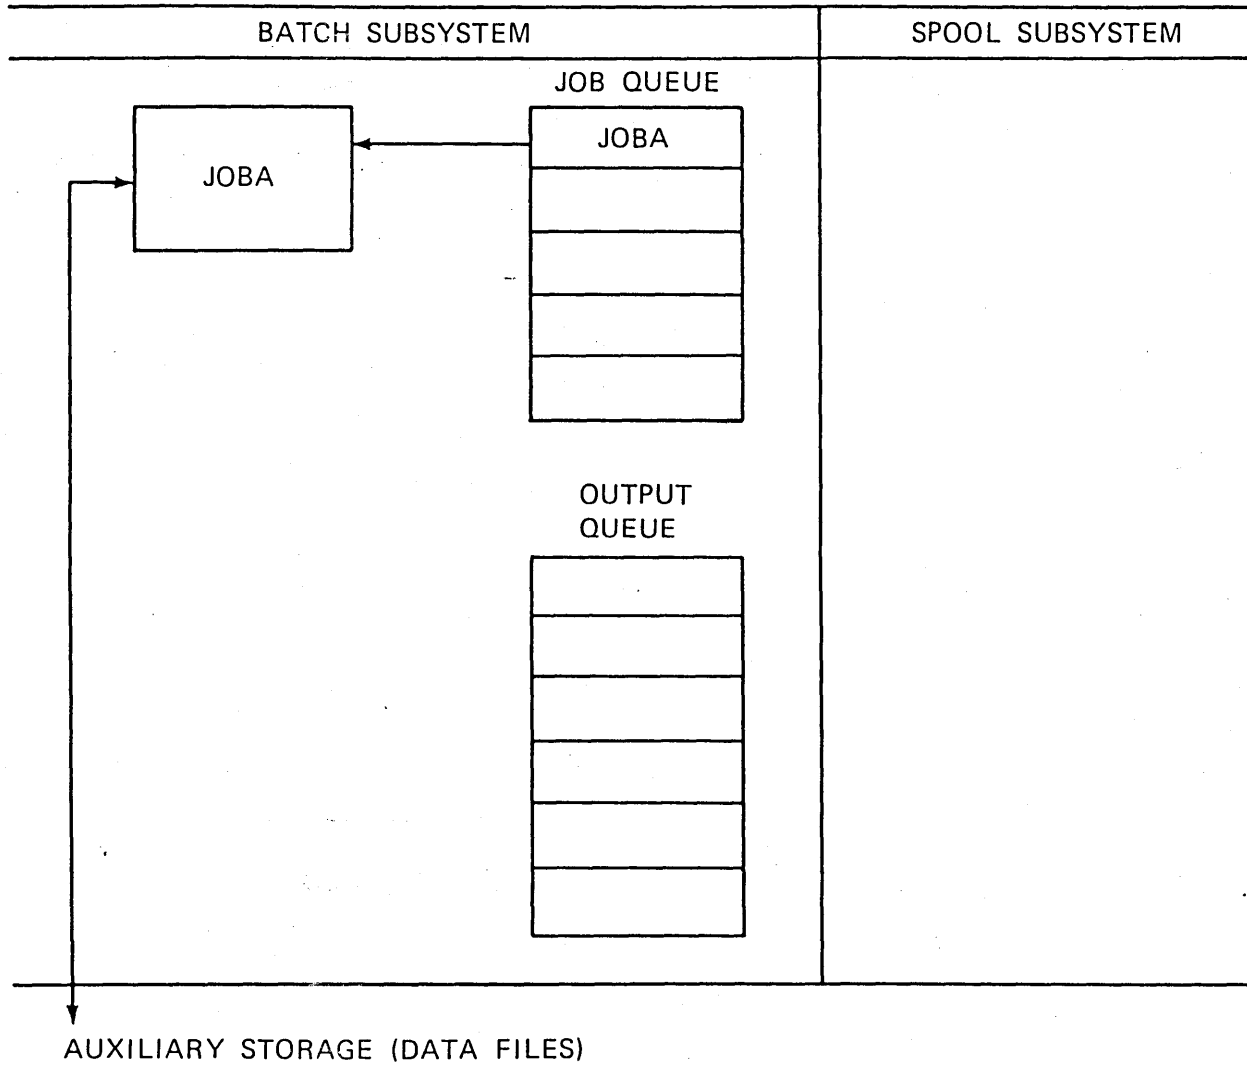 BATCH SUBSYSTEM
SPOOL SUBSYSTEM
JOB QUEUE
JOBA
JOBA
OUTPUT
QUEUE
AUXILIARY STORAGE (DATA FILES)